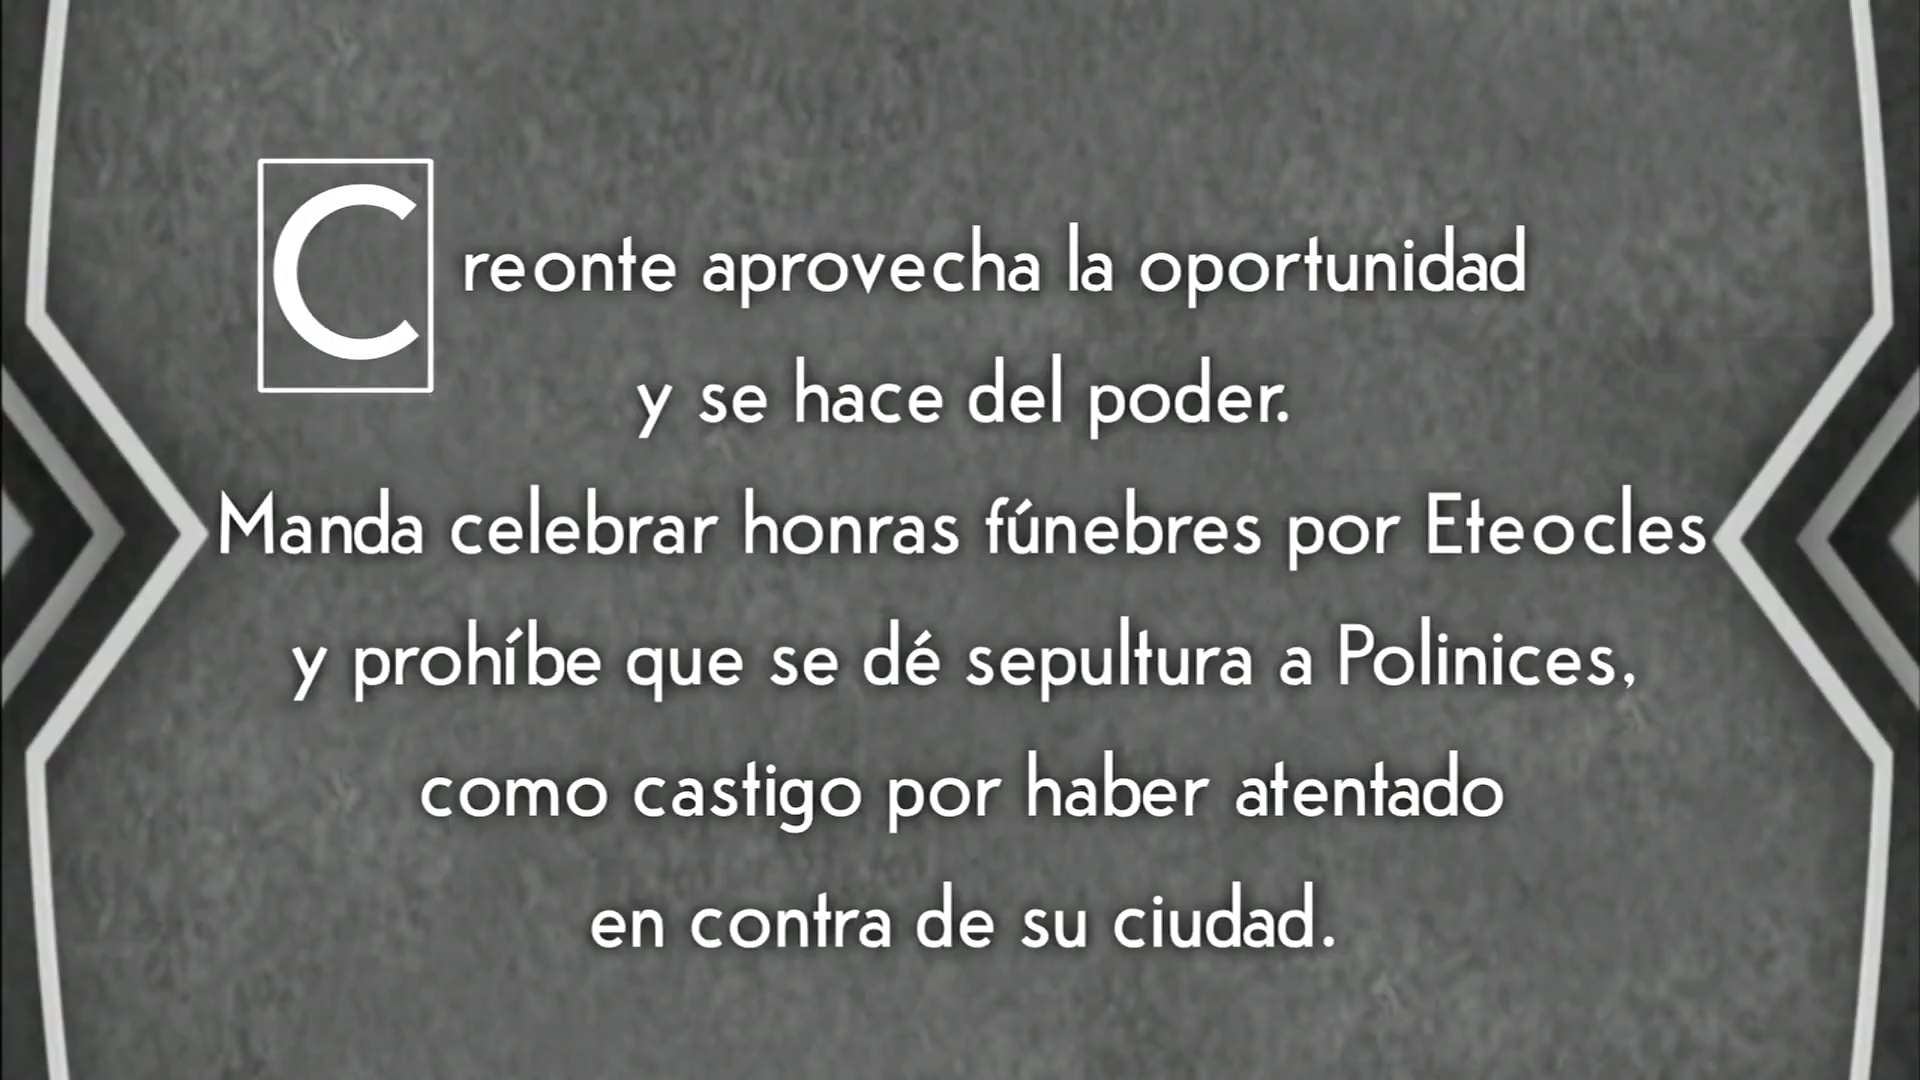 Creonte aprovecha la oportunidad
y se hace del poder.
Manda celebrar honras fúnebres por Eteocles
y prohíbe que se dé sepultura a Polinices,
como castigo por haber atentado
en contra de su ciudad.